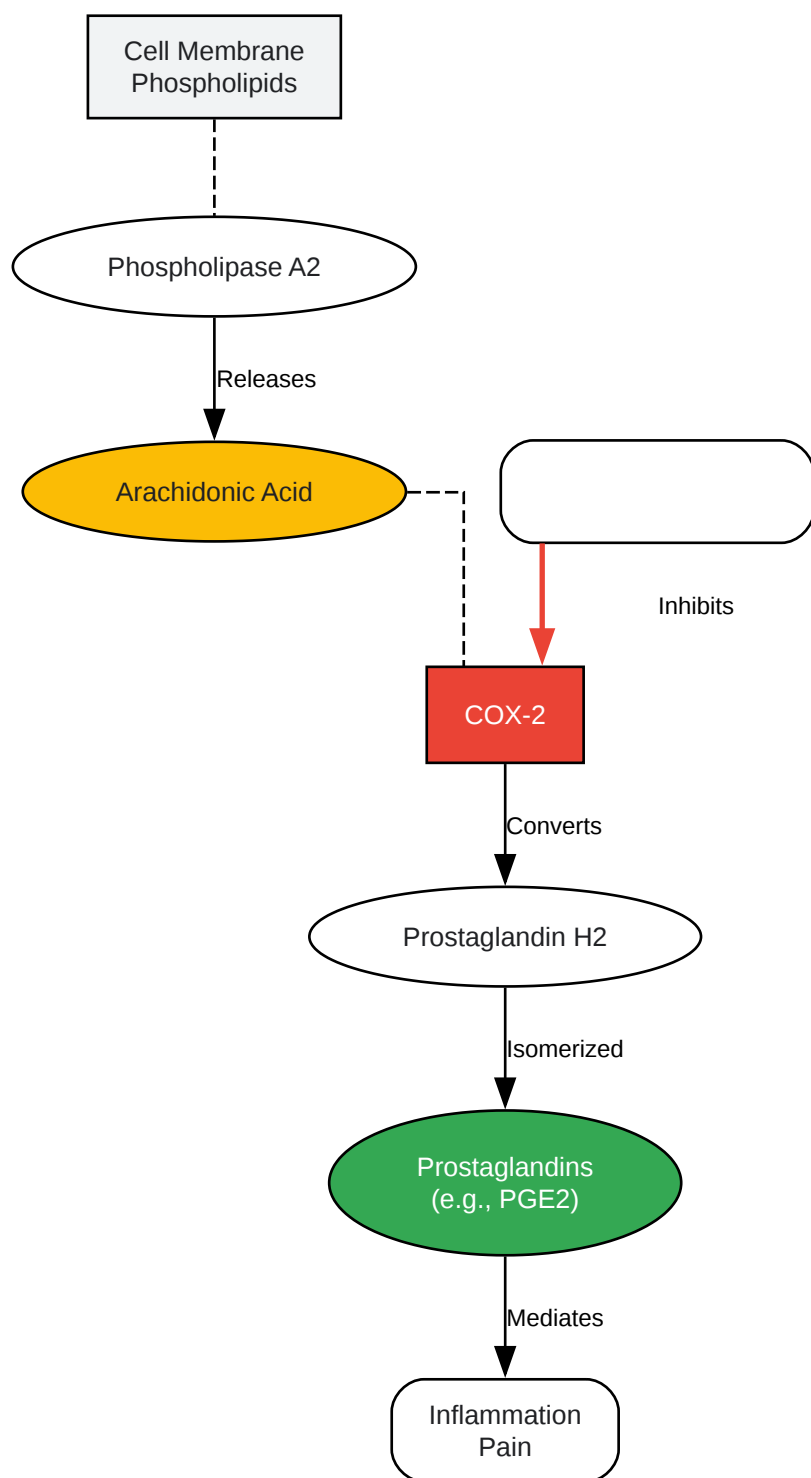 Cell Membrane
Phospholipids
Phospholipase A2
Releases
Arachidonic Acid
Inhibits
COX-2
Converts
Prostaglandin H2
Isomerized
Prostaglandins
(e.g., PGE2)
Mediates
Inflammation
Pain